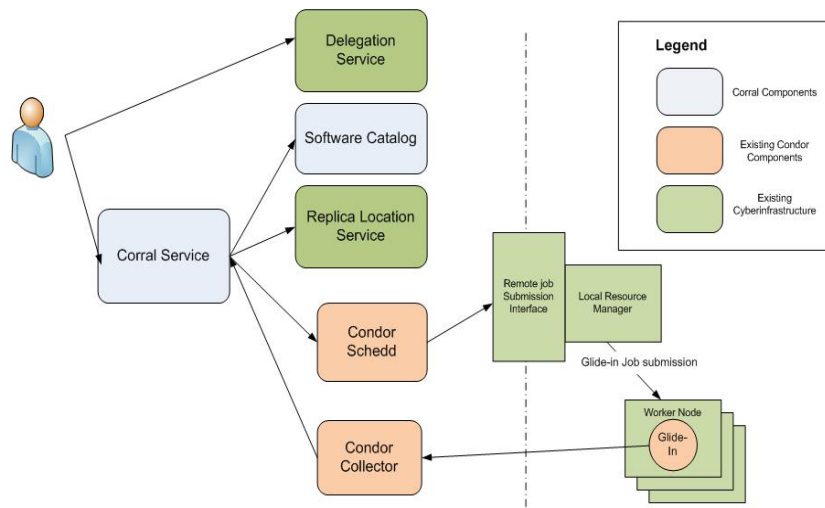 Delegation
Service
Software Catalog
Replica Location
Service
Corral Service
Condor
Schedd
Condor
Collector
Remote job
Submission
Interface
Local Resource
Manager
Glide-in Job submission
Worker Node
Glide-
In
Legend
Corral Components
Existing Condor
Components
Existing
Cyberinfrastructure